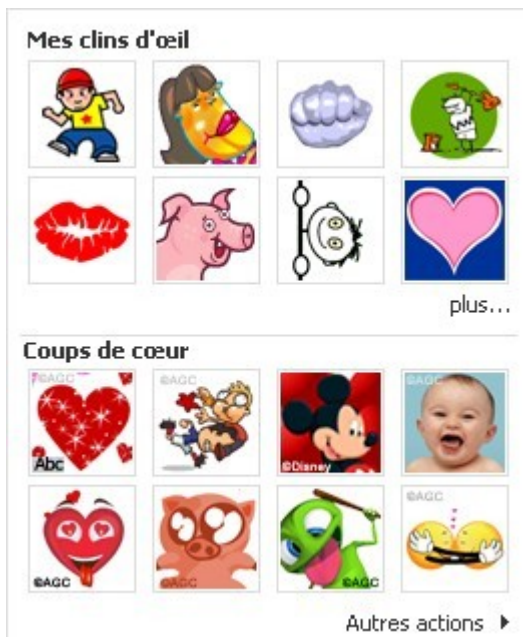 Mes clins d'œil
plus...
Coups de cœur
©AGC
©AGC
©AGC
Abc
©Disney
©AGC
©AGC
©AGC
Autres actions